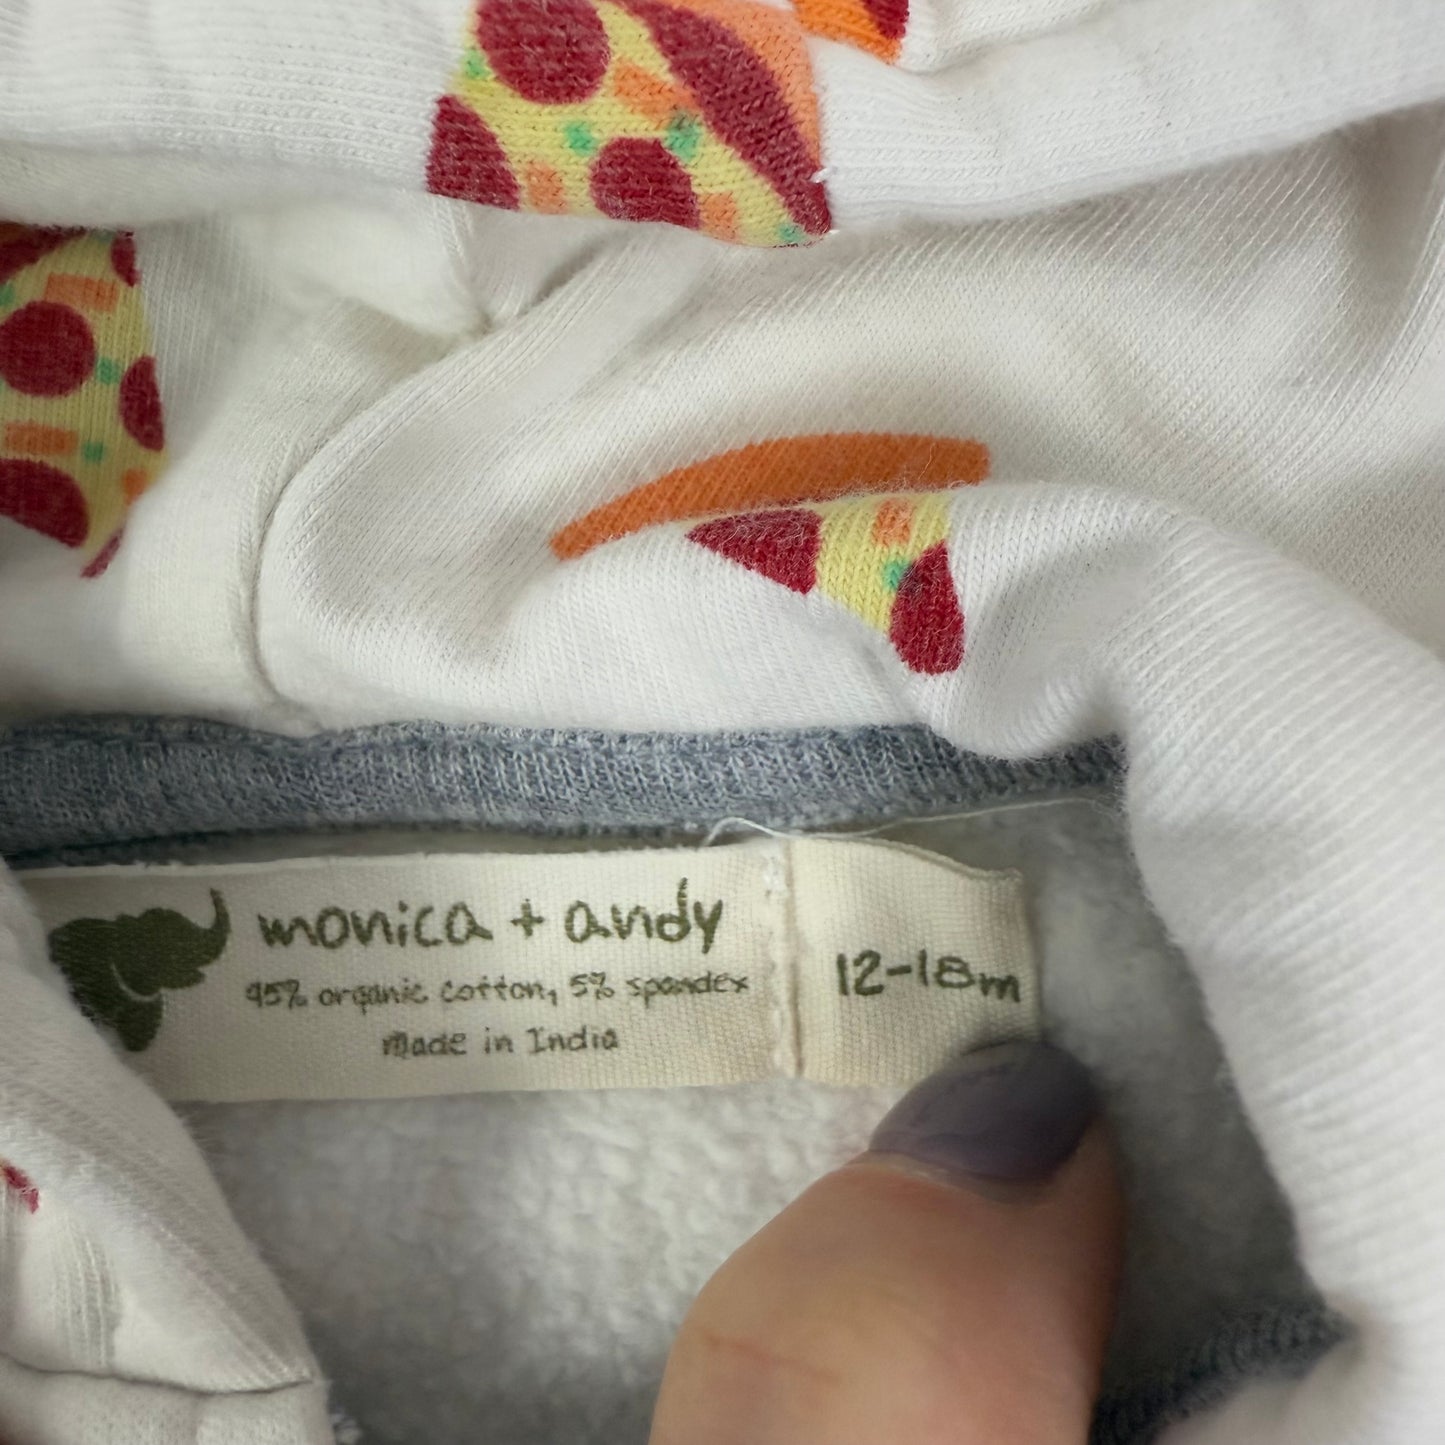 monica + andy
95% organic cotton, 5% spandex
Made in India
12-18m